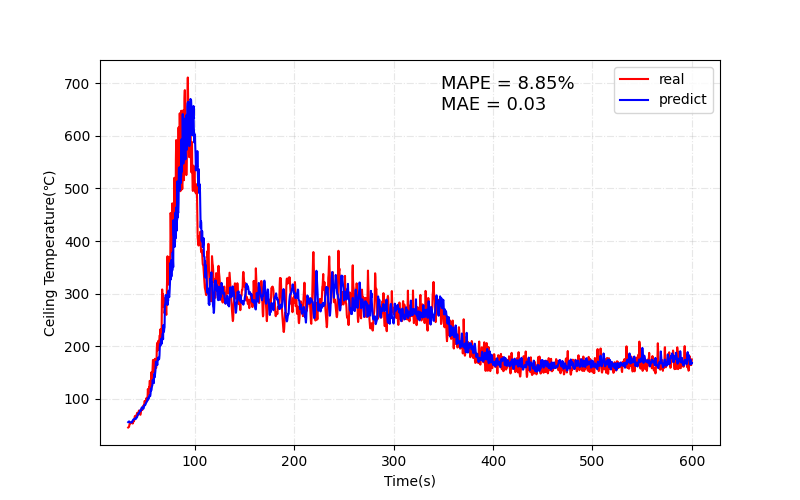 MAPE = 8.85%
MAE = 0.03
real
predict
700
600
500
400
300
200
100
Ceiling Temperature(℃)
100 200 300 400 500 600
Time(s)